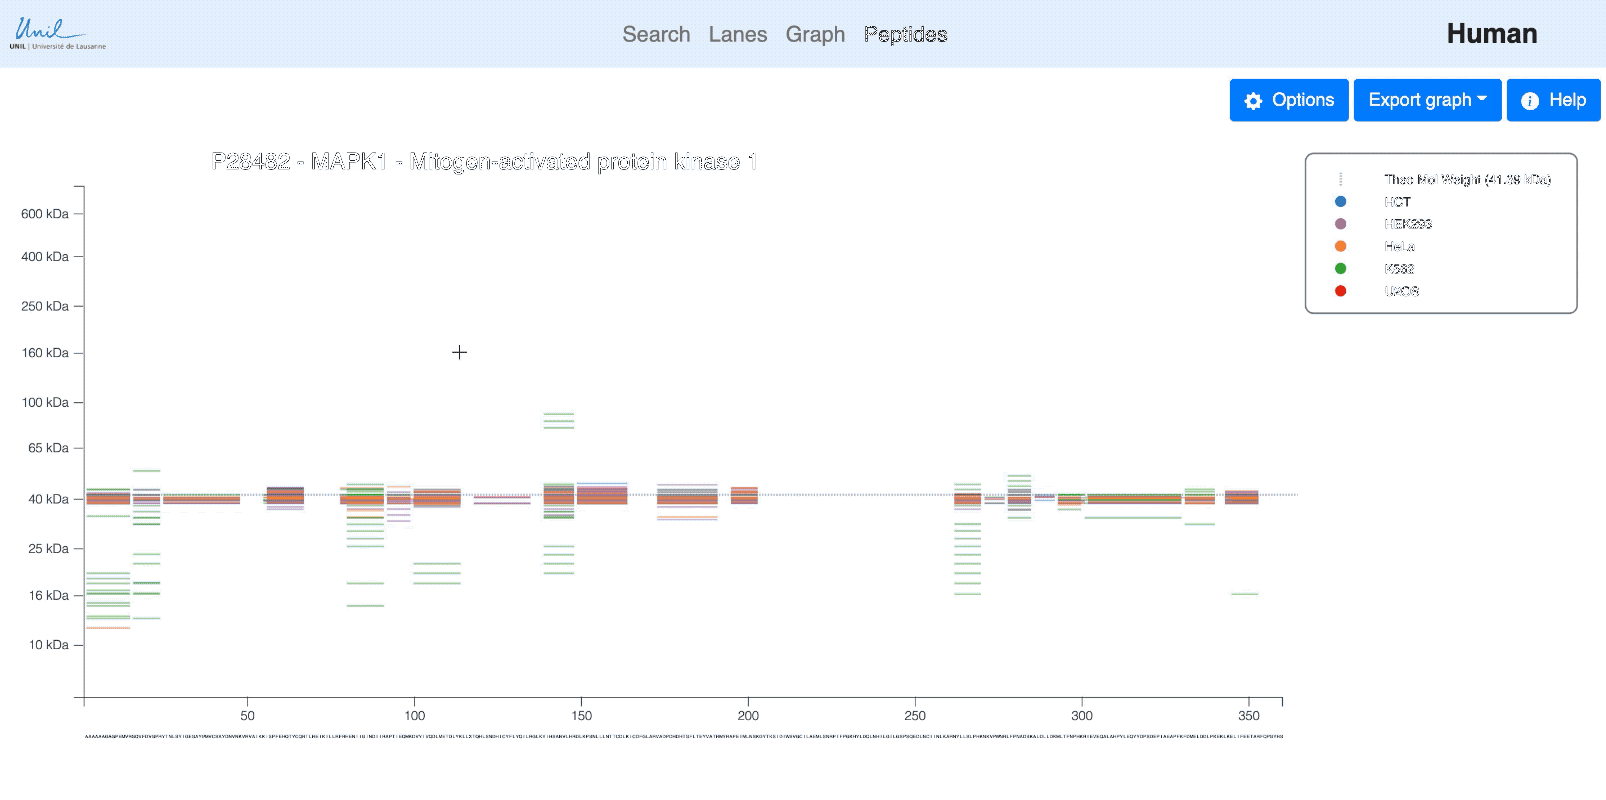 Unil
UNIL | Université de Lausanne
Search Lanes Graph Peptides
Human
Options Export graph Help
P28482 - MAPK1 - Mitogen-activated protein kinase 1
Theo Mol Weight (41.39 kDa)
HCT
HEK293
HeLa
K562
U2OS
600 kDa
400 kDa
250 kDa
160 kDa
100 kDa
65 kDa
40 kDa
25 kDa
16 kDa
10 kDa
50 100 150 200 250 300 350